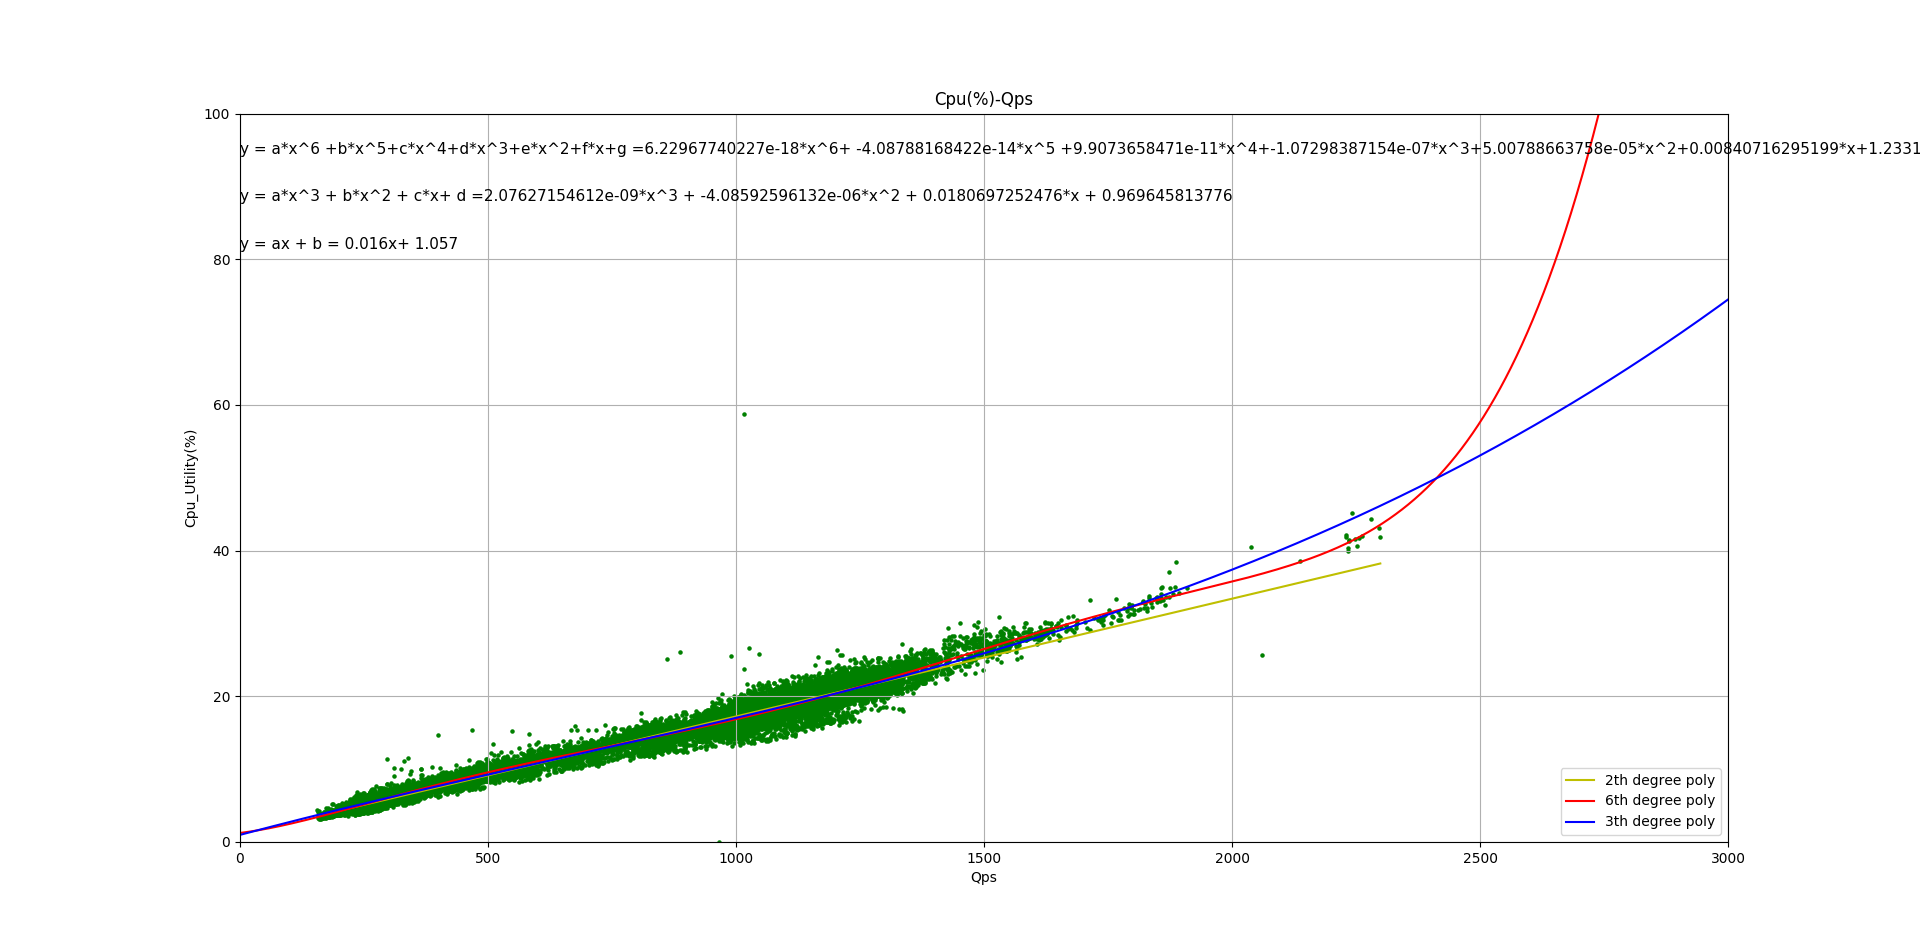 Cpu(%)-Qps
100
y = a*x^6 +b*x^5+c*x^4+d*x^3+e*x^2+f*x+g =6.22967740227e-18*x^6+ -4.08788168422e-14*x^5 +9.9073658471e-11*x^4+-1.07298387154e-07*x^3+5.00788663758e-05*x^2+0.00840716295199*x+1.2331
y = a*x^3 + b*x^2 + c*x+ d =2.07627154612e-09*x^3 + -4.08592596132e-06*x^2 + 0.0180697252476*x + 0.969645813776
y = ax + b = 0.016x+ 1.057
80
60
Cpu_Utility(%)
40
20
2th degree poly
6th degree poly
3th degree poly
0
0 500 1000 1500 2000 2500 3000
Qps